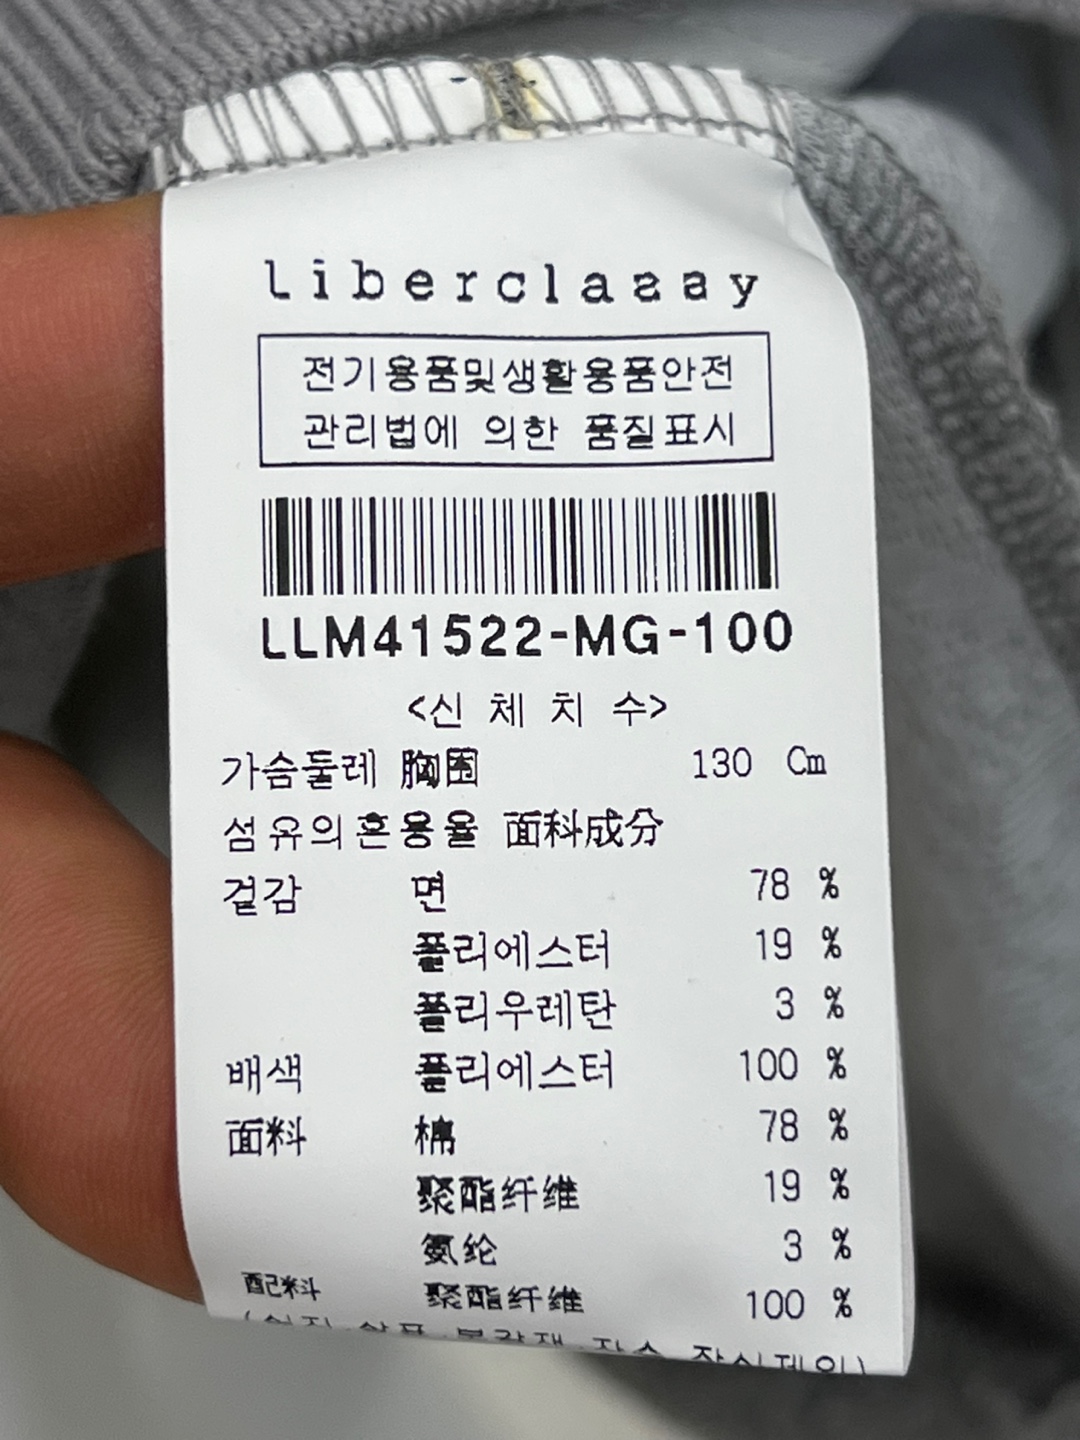 liberclassy
전기용품및생활용품안전
관리법에 의한 품질표시
LLM41522-MG-100
<신 체 치 수>
가슴둘레 胸围 130 Cm
섬유의혼용율 面科成分
겉감 면 78 %
폴리에스터 19 %
폴리우레탄 3 %
배색 폴리에스터 100 %
面料 棉 78 %
聚酯纤维 19 %
氨纶 3 %
配料 聚酯纤维 100 %